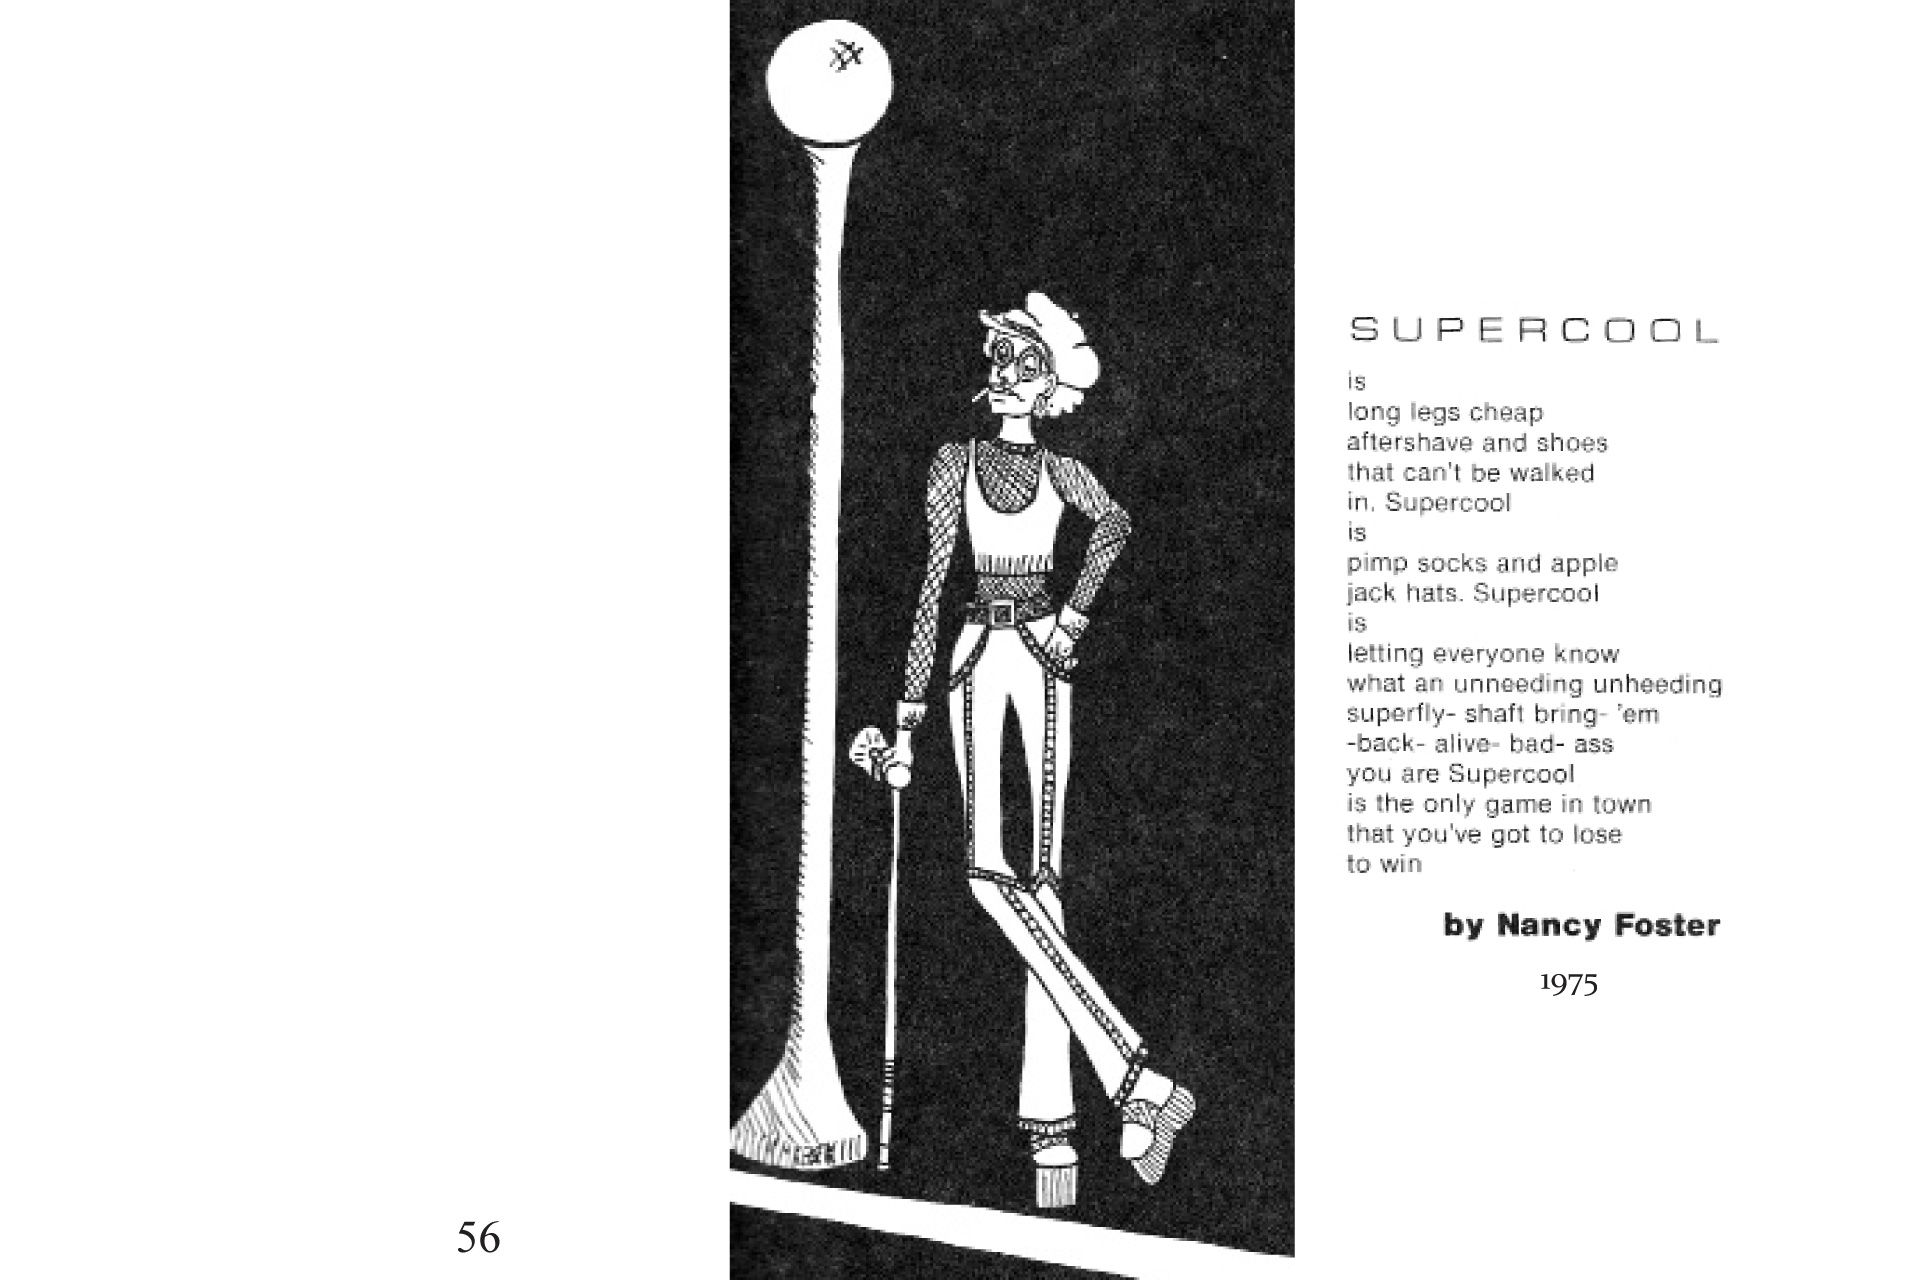 SUPERCOOL
is
long legs cheap
aftershave and shoes
that can't be walked
in. Supercool
is
pimp socks and apple
jack hats. Supercool
is
letting everyone know
what an unneeding unheeding
superfly- shaft bring- 'em
-back- alive- bad- ass
you are Supercool
is the only game in town
that you've got to lose
to win
by Nancy Foster
1975
56